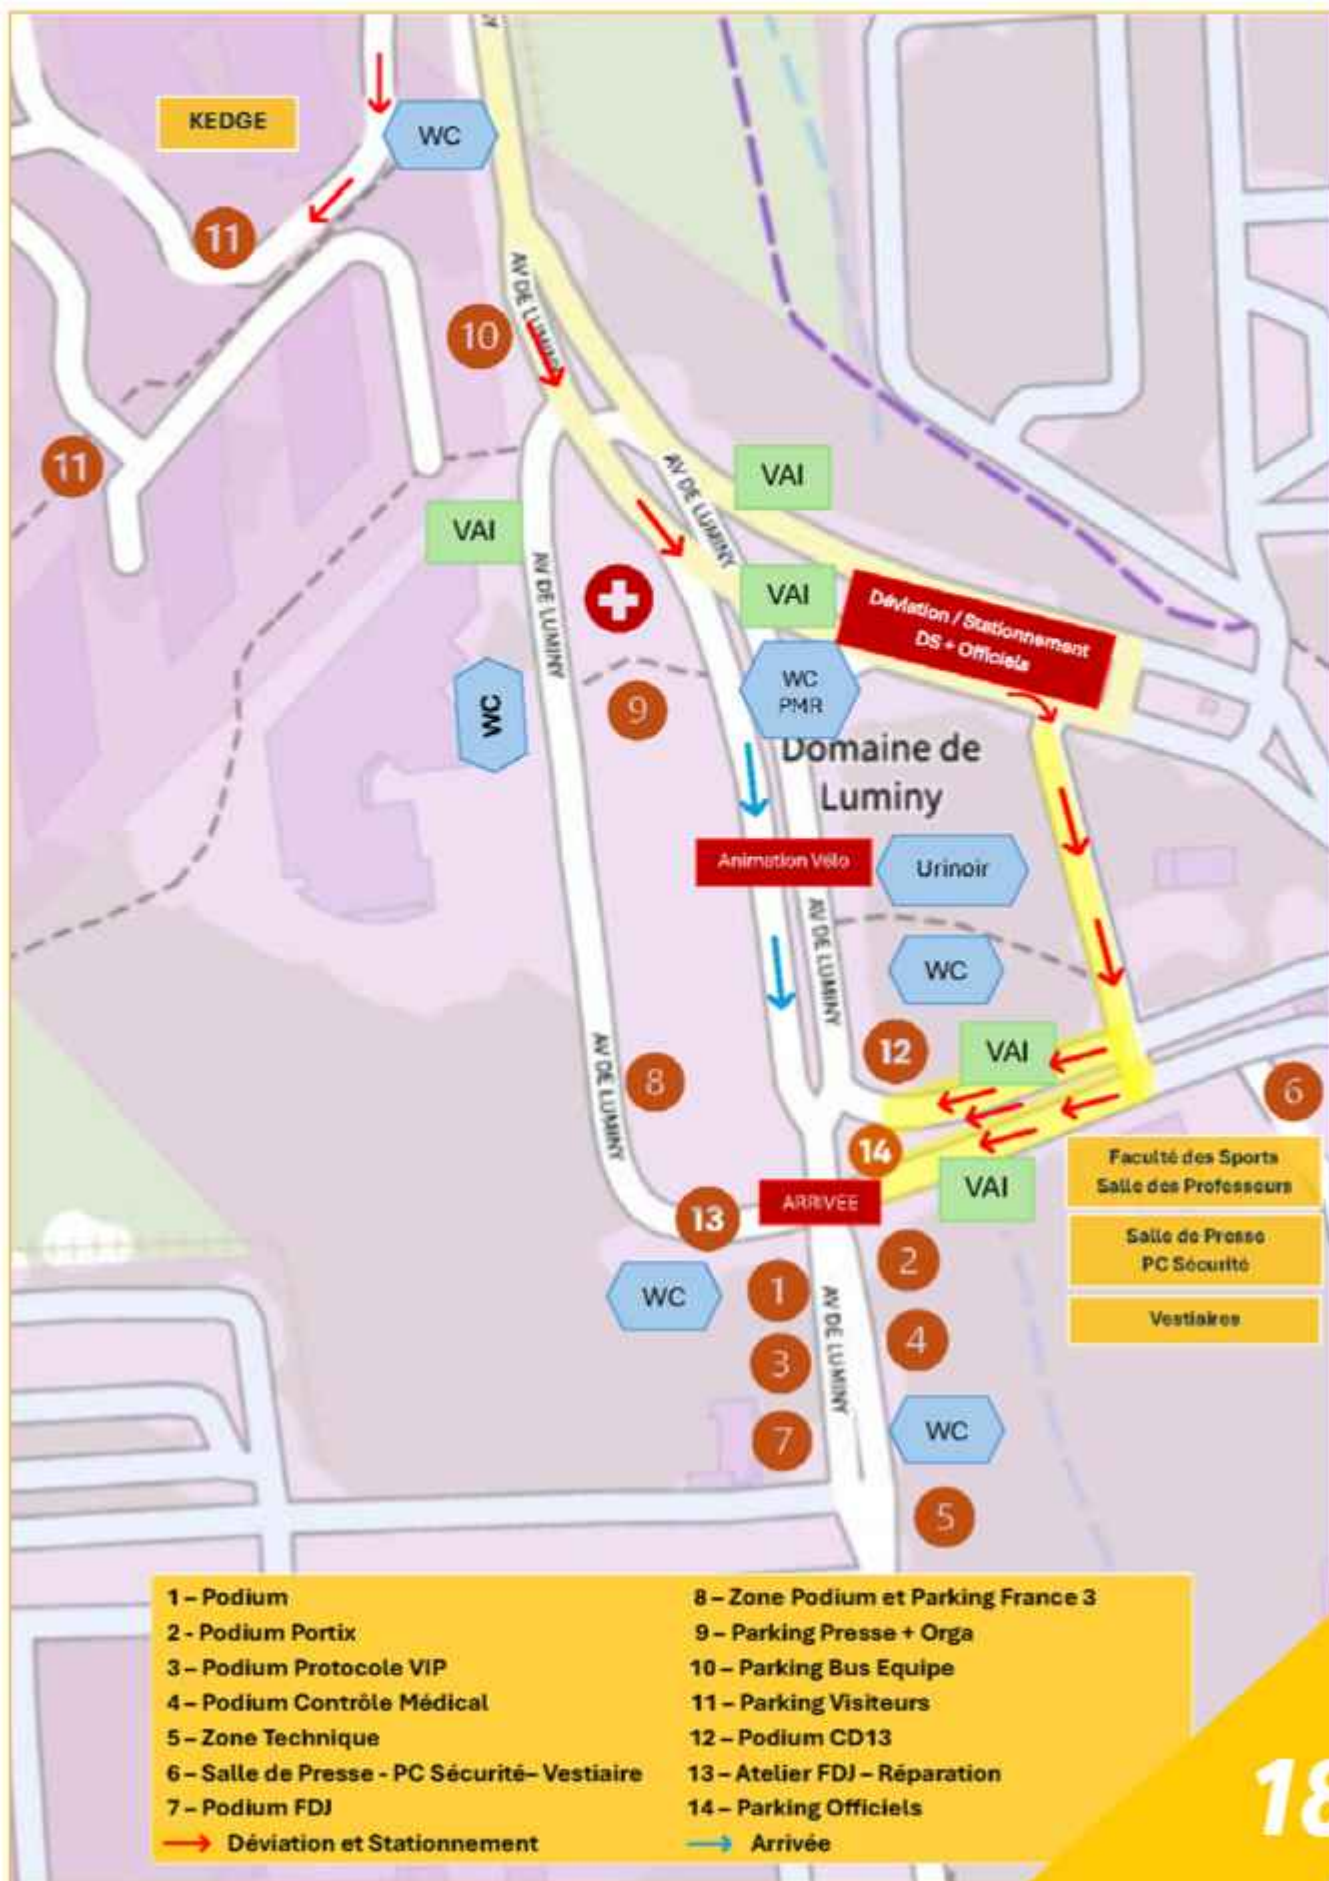 KEDGE
WC
11
AV DE LUMINY
10
11
AV DE LUMINY
VAI
VAI
AV DE LUMINY
VAI
Déviation / Stationnement
DS + Officiels
WC
PMR
WC
9
Domaine de
Luminy
Animation Vélo
Urinoir
AV DE LUMINY
WC
12
VAI
AV DE LUMINY
8
6
14
Faculté des Sports
Salle des Professeurs
VAI
ARRIVEE
13
Salle de Presse
PC Sécurité
2
WC
1
Vestiaires
AV DE LUMINY
4
3
7
WC
5
1 – Podium
2 - Podium Portix
3 – Podium Protocole VIP
4 – Podium Contrôle Médical
5 – Zone Technique
6 – Salle de Presse - PC Sécurité– Vestiaire
7 – Podium FDJ
Déviation et Stationnement
8 – Zone Podium et Parking France 3
9 – Parking Presse + Orga
10 – Parking Bus Equipe
11 – Parking Visiteurs
12 – Podium CD13
13 – Atelier FDJ – Réparation
14 – Parking Officiels
Arrivée
18